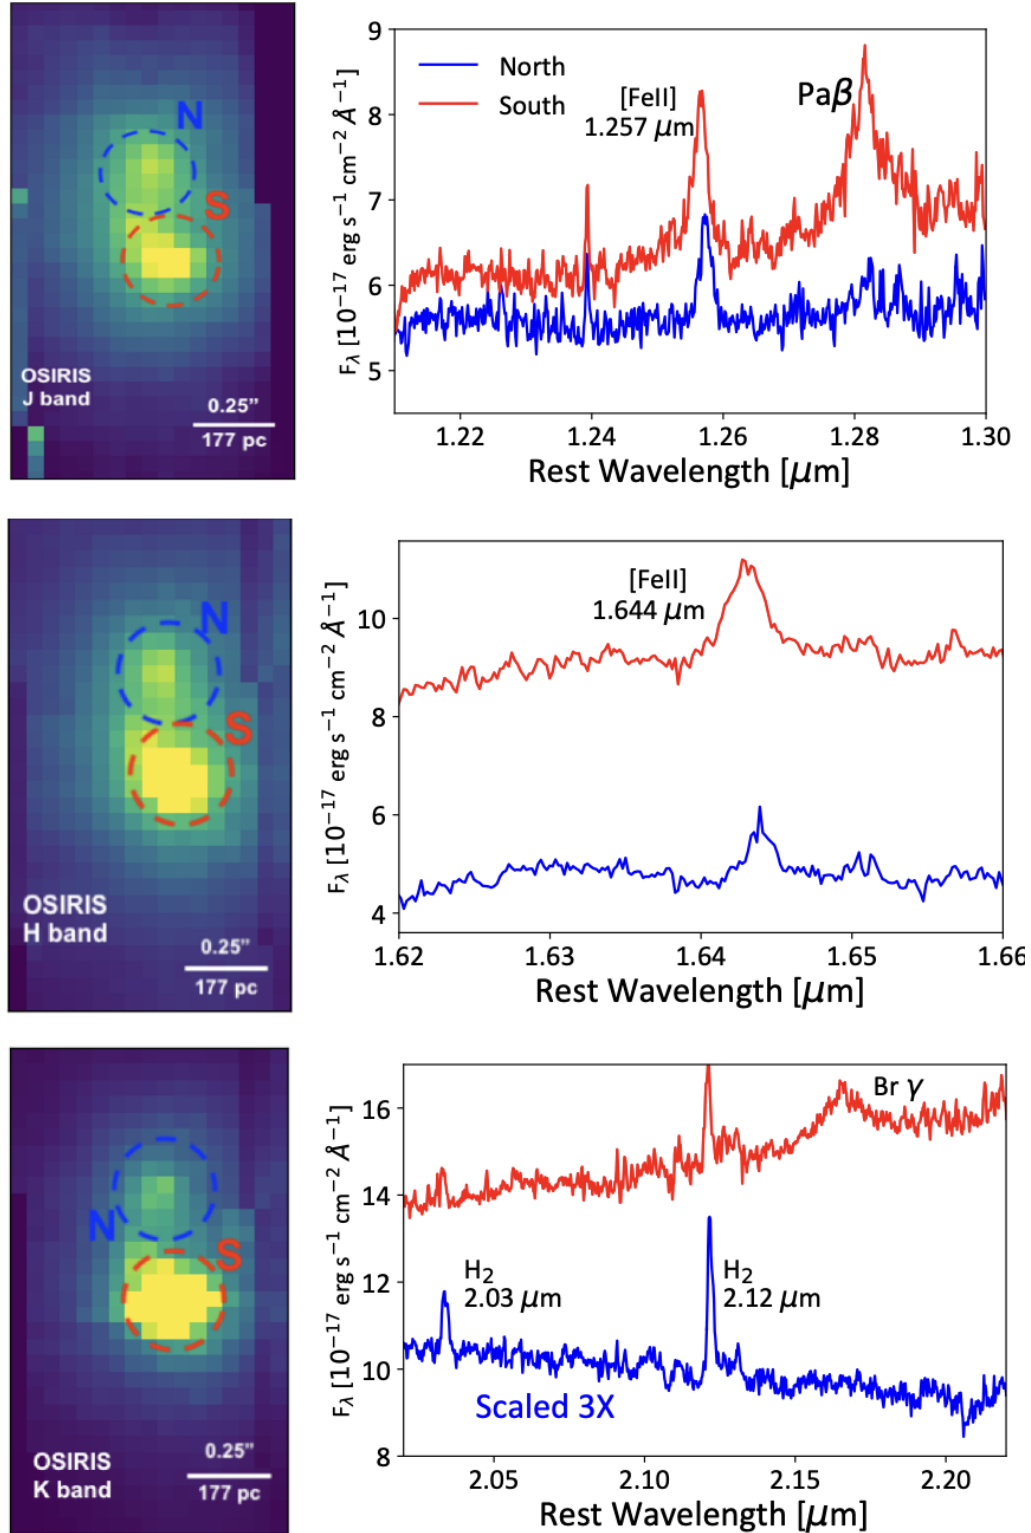 N
S
OSIRIS
J band
0.25”
177 pc
9
8
7
6
5
F_λ [10⁻¹⁷ erg s⁻¹ cm⁻² Å⁻¹]
North
South
[FeII]
1.257 μm
Paβ
1.22 1.24 1.26 1.28 1.30
Rest Wavelength [μm]
N
S
OSIRIS
H band
0.25”
177 pc
10
8
6
4
F_λ [10⁻¹⁷ erg s⁻¹ cm⁻² Å⁻¹]
[FeII]
1.644 μm
1.62 1.63 1.64 1.65 1.66
Rest Wavelength [μm]
N
S
OSIRIS
K band
0.25”
177 pc
16
14
12
10
8
F_λ [10⁻¹⁷ erg s⁻¹ cm⁻² Å⁻¹]
Br γ
H₂
2.03 μm
H₂
2.12 μm
Scaled 3X
2.05 2.10 2.15 2.20
Rest Wavelength [μm]